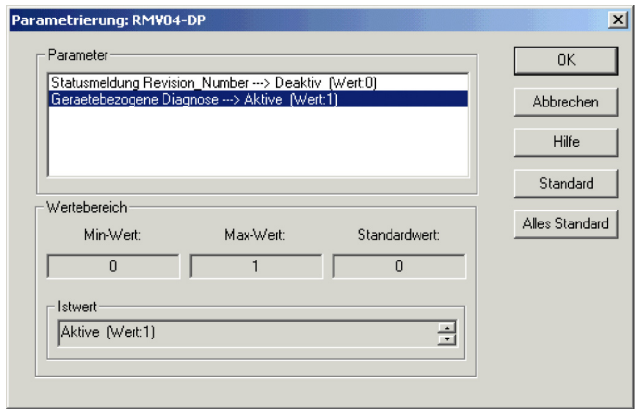 Parametrierung: RMV04-DP
Parameter
Statusmeldung Revision_Number ---> Deaktiv (Wert:0)
Geraetebezogene Diagnose ---> Aktive (Wert:1)
OK
Abbrechen
Hilfe
Standard
Alles Standard
Wertebereich
Min-Wert: Max-Wert: Standardwert:
0 1 0
Istwert
Aktive (Wert:1)